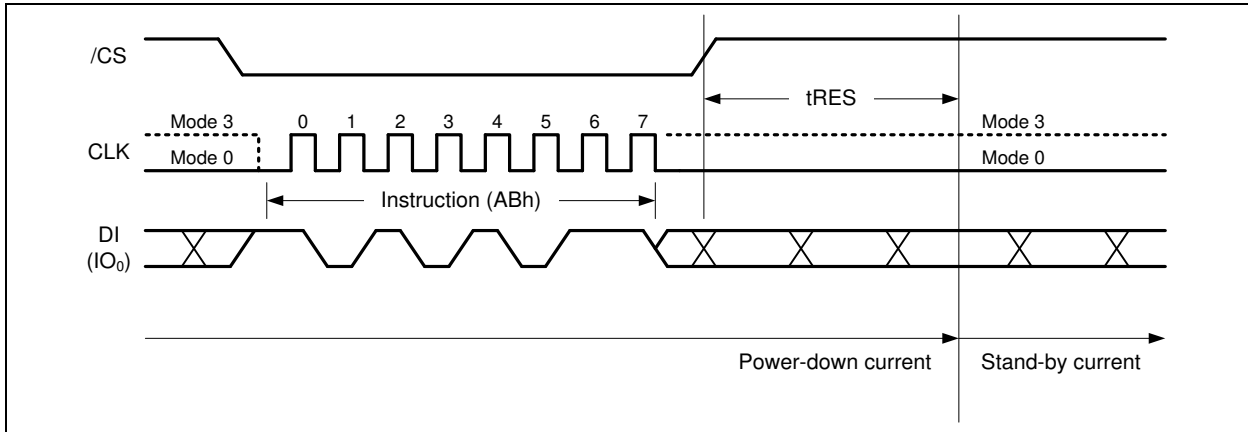 /CS
tRES
Mode 3 0 1 2 3 4 5 6 7 Mode 3
CLK
Mode 0 Mode 0
Instruction (ABh)
DI
(IO₀)
Power-down current Stand-by current